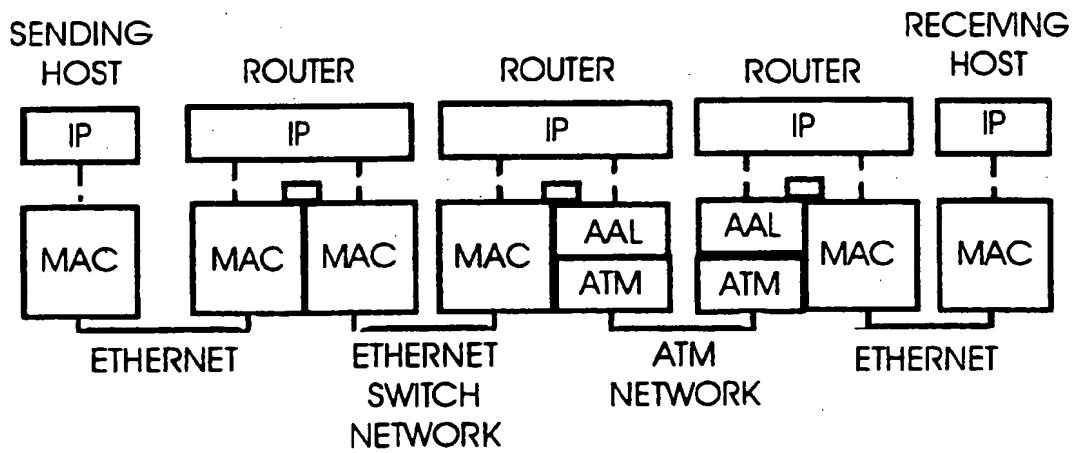 SENDING
HOST
ROUTER
ROUTER
ROUTER
RECEIVING
HOST
IP
IP
IP
IP
IP
MAC
MAC
MAC
MAC
AAL
ATM
AAL
ATM
MAC
MAC
ETHERNET
ETHERNET
SWITCH
NETWORK
ATM
NETWORK
ETHERNET